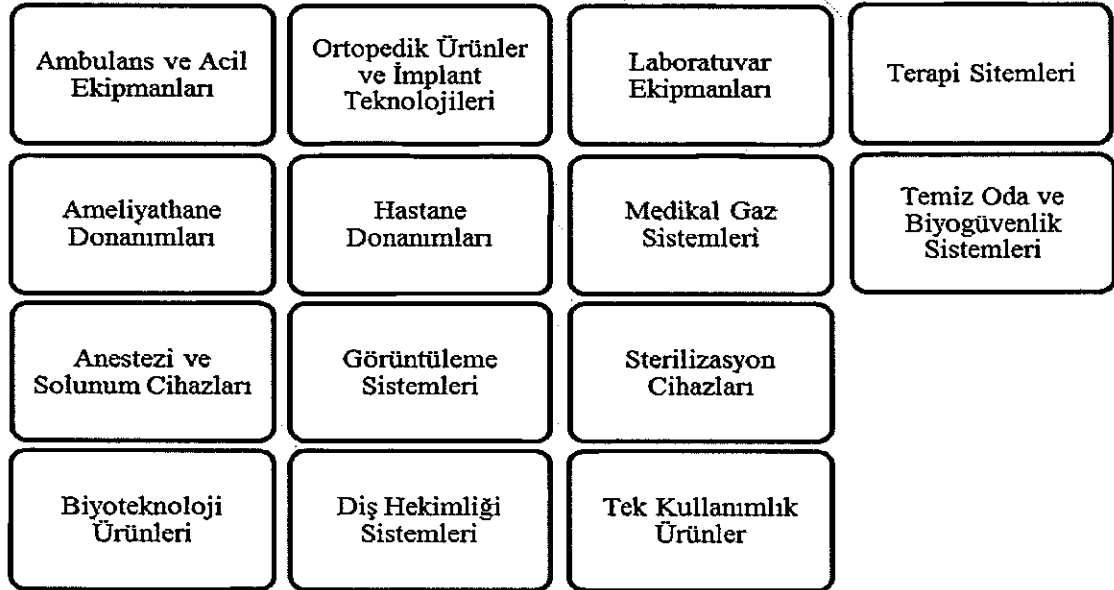 Ambulans ve Acil
Ekipmanları
Ortopedik Ürünler
ve İmplant
Teknolojileri
Laboratuvar
Ekipmanları
Terapi Sitemleri
Ameliyathane
Donanımları
Hastane
Donanımları
Medikal Gaz
Sistemleri
Temiz Oda ve
Biyogüvenlik
Sistemleri
Anestezi ve
Solunum Cihazları
Görüntüleme
Sistemleri
Sterilizasyon
Cihazları
Biyoteknoloji
Ürünleri
Diş Hekimliği
Sistemleri
Tek Kullanımlık
Ürünler